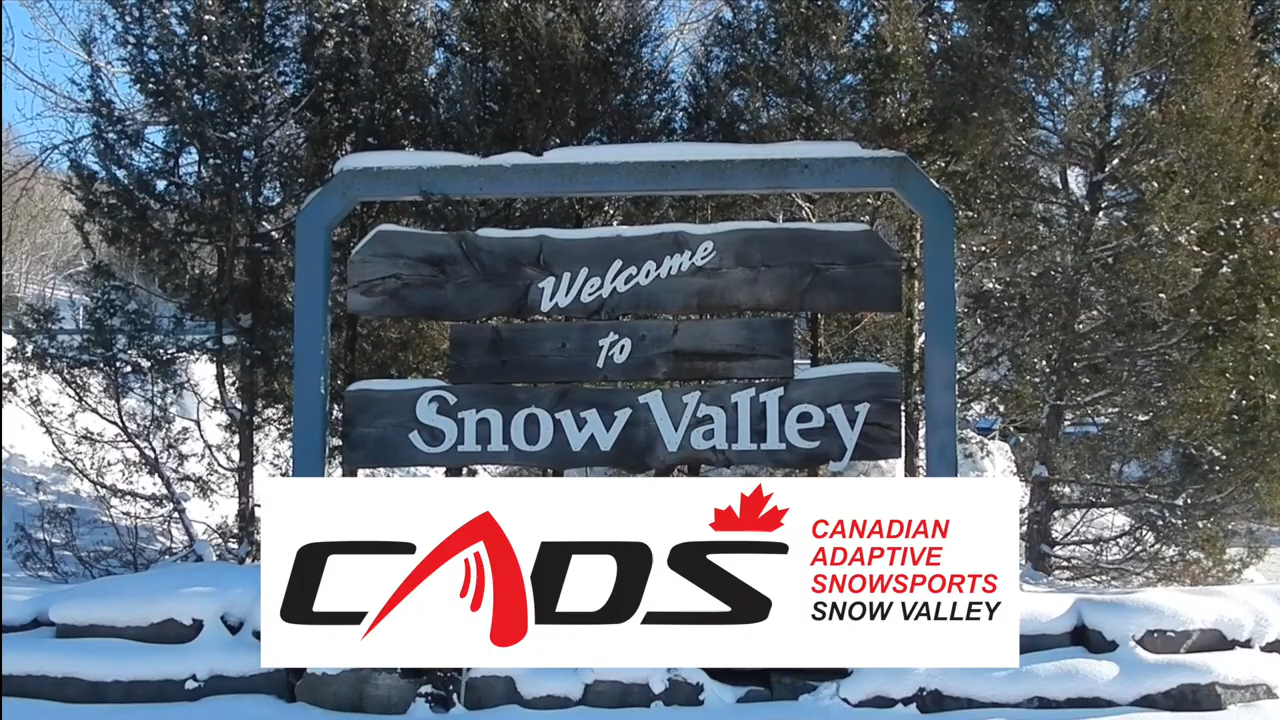 Welcome
to
Snow Valley
CADS
CANADIAN
ADAPTIVE
SNOWSPORTS
SNOW VALLEY